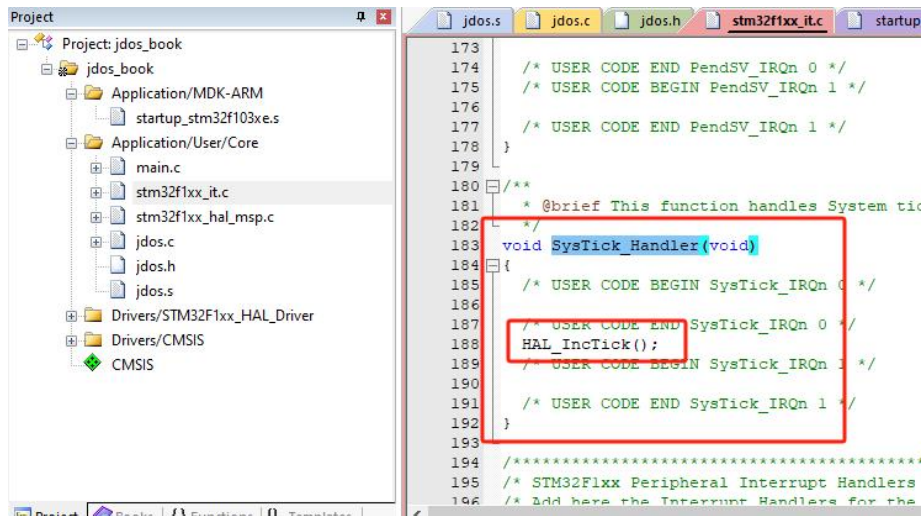 Project
Project: jdos_book
jdos_book
Application/MDK-ARM
startup_stm32f103xe.s
Application/User/Core
main.c
stm32f1xx_it.c
stm32f1xx_hal_msp.c
jdos.c
jdos.h
jdos.s
Drivers/STM32F1xx_HAL_Driver
Drivers/CMSIS
CMSIS
Project
jdos.s jdos.c jdos.h stm32f1xx_it.c startup
173
174 /* USER CODE END PendSV_IRQn 0 */
175 /* USER CODE BEGIN PendSV_IRQn 1 */
176
177 /* USER CODE END PendSV_IRQn 1 */
178 }
179
180 /**
181 * @brief This function handles System tic
182 */
183 void SysTick_Handler(void)
184 {
185 /* USER CODE BEGIN SysTick_IRQn 0 */
186
187 /* USER CODE END SysTick_IRQn 0 */
188 HAL_IncTick();
189 /* USER CODE BEGIN SysTick_IRQn 1 */
190
191 /* USER CODE END SysTick_IRQn 1 */
192 }
193
194 /******************************************
195 /* STM32F1xx Peripheral Interrupt Handlers
196 /* Add here the Interrupt Handlers for the